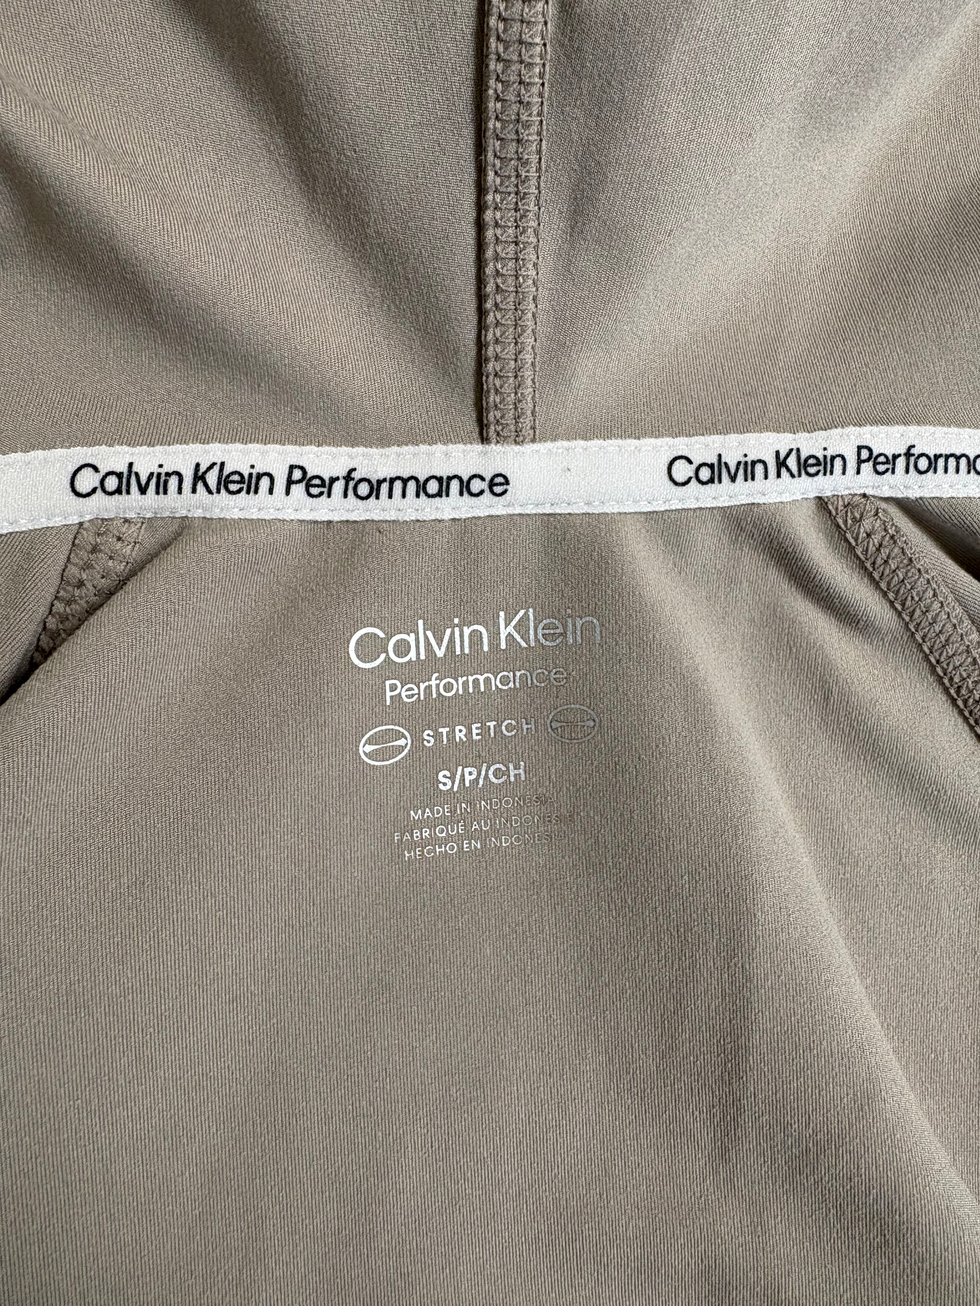 Calvin Klein Performance
Calvin Klein Performa
Calvin Klein
Performance
STRETCH
S/P/CH
MADE IN INDONESIA
FABRIQUÉ AU INDONESIE
HECHO EN INDONESIA